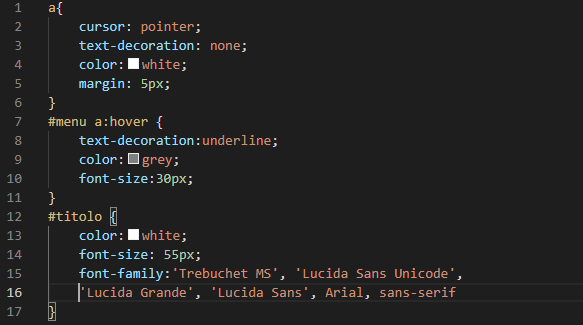 1 a{
2 cursor: pointer;
3 text-decoration: none;
4 color: white;
5 margin: 5px;
6 }
7 #menu a:hover {
8 text-decoration:underline;
9 color: grey;
10 font-size:30px;
11 }
12 #titolo {
13 color: white;
14 font-size: 55px;
15 font-family:'Trebuchet MS', 'Lucida Sans Unicode',
16 'Lucida Grande', 'Lucida Sans', Arial, sans-serif
17 }